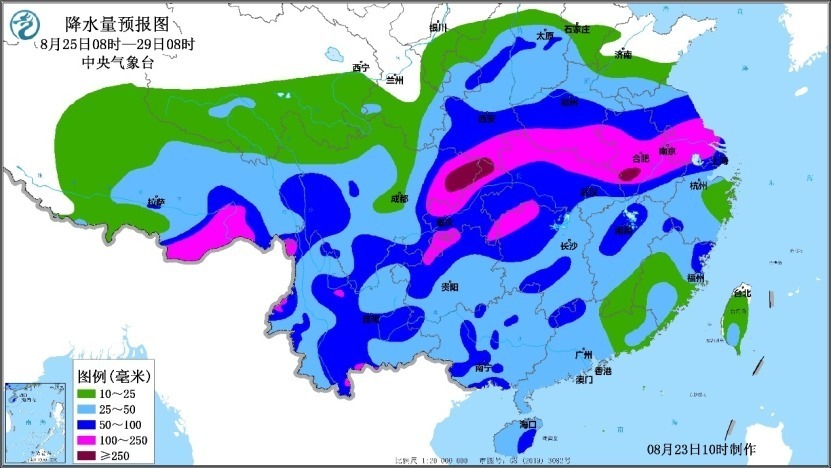 降水量预报图
8月25日08时—29日08时
中央气象台
银川
太原
石家庄
济南
西宁
兰州
西安
郑州
合肥
南京
上海
杭州
武汉
拉萨
成都
重庆
长沙
南昌
贵阳
福州
台北
昆明
广州
南宁
香港
澳门
海口
图例(毫米)
10～25
25～50
50～100
100～250
≥250
比例尺 1:20 000 000 审图号：GS (2019) 3082号
08月23日10时制作